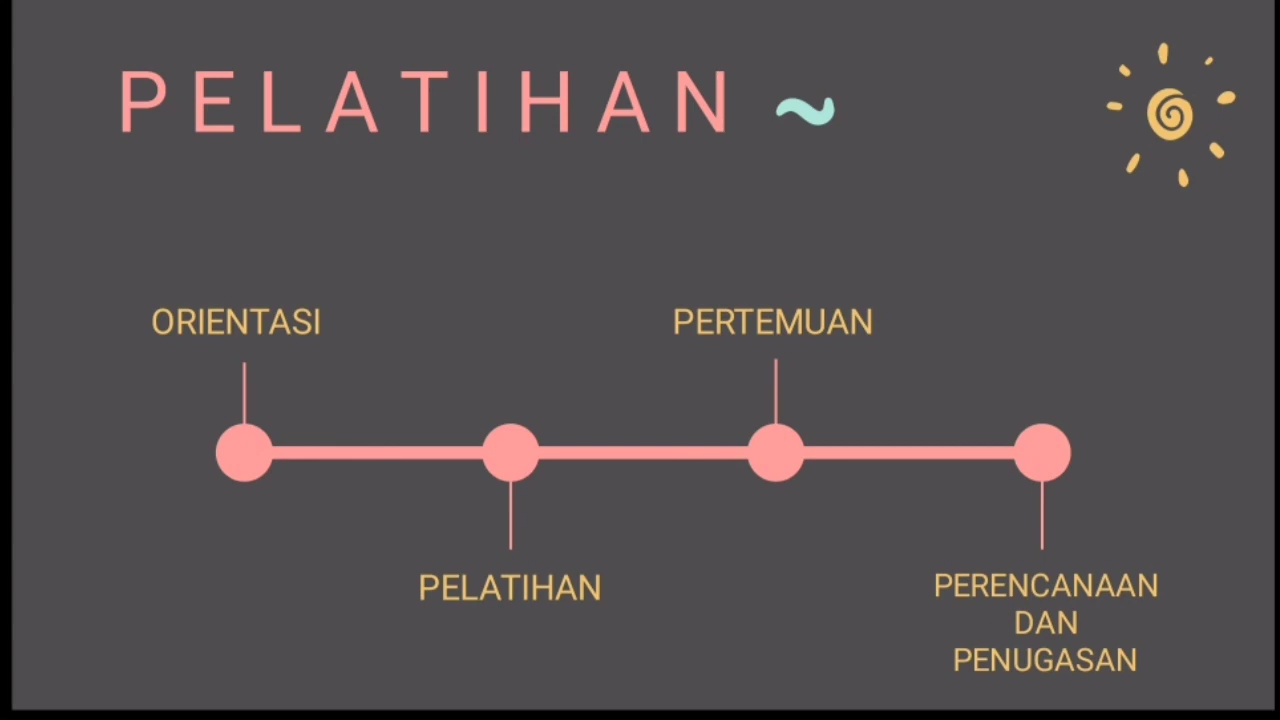 PELATIHAN ~
ORIENTASI
PELATIHAN
PERTEMUAN
PERENCANAAN
DAN
PENUGASAN